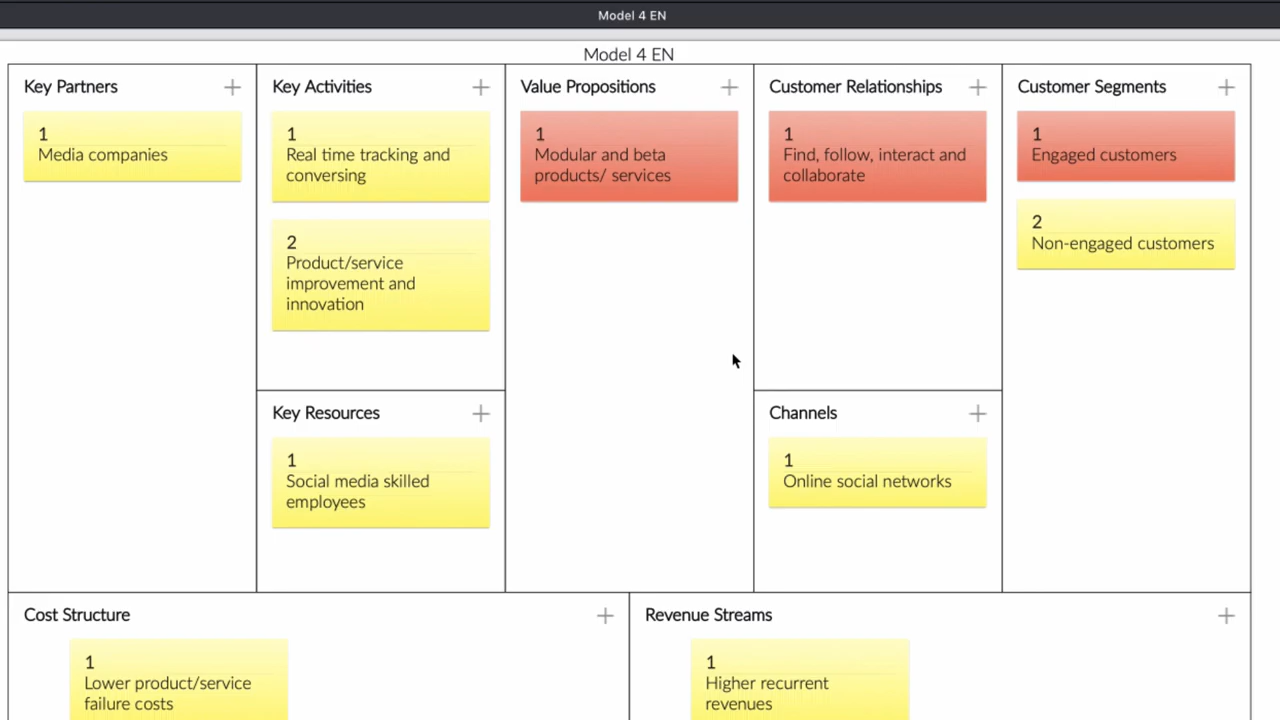 Model 4 EN
Model 4 EN
Key Partners
1
Media companies
Key Activities
1
Real time tracking and
conversing
2
Product/service
improvement and
innovation
Key Resources
1
Social media skilled
employees
Value Propositions
1
Modular and beta
products/ services
Customer Relationships
1
Find, follow, interact and
collaborate
Channels
1
Online social networks
Customer Segments
1
Engaged customers
2
Non-engaged customers
Cost Structure
1
Lower product/service
failure costs
Revenue Streams
1
Higher recurrent
revenues